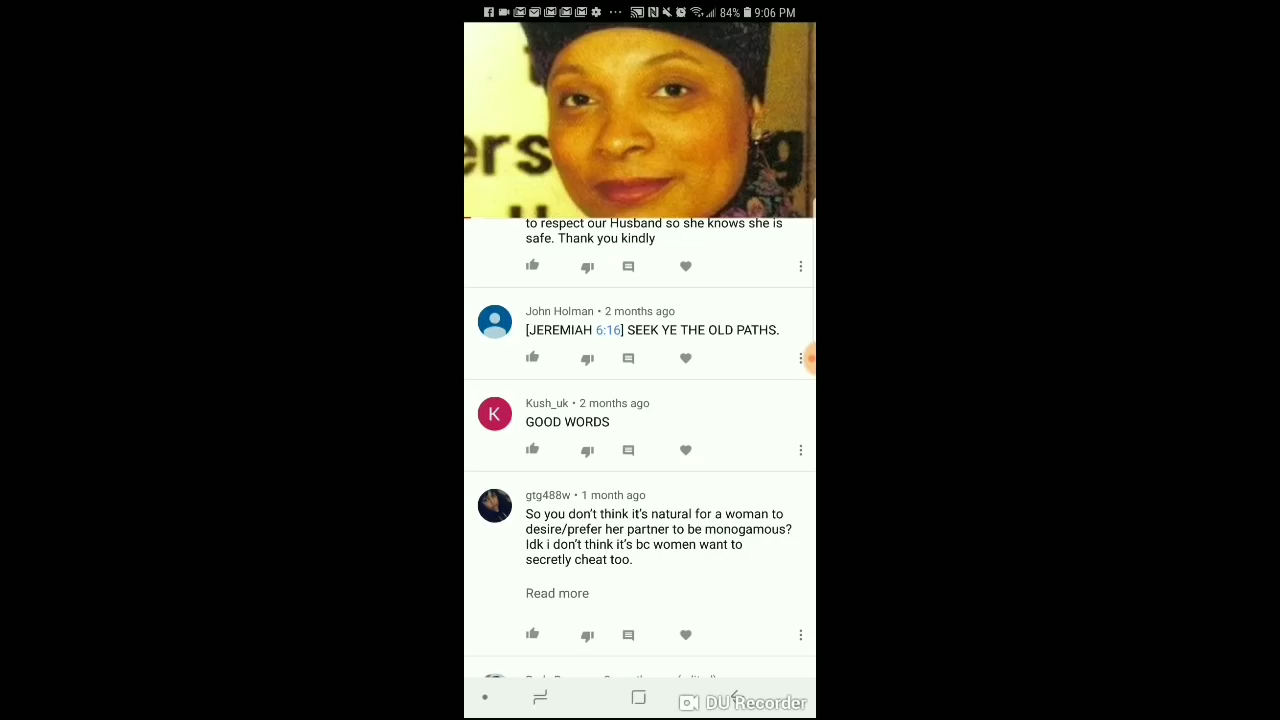 84% 9:06 PM
ers
g
to respect our Husband so she knows she is
safe. Thank you kindly
John Holman • 2 months ago
[JEREMIAH 6:16] SEEK YE THE OLD PATHS.
K
Kush_uk • 2 months ago
GOOD WORDS
gtg488w • 1 month ago
So you don’t think it’s natural for a woman to
desire/prefer her partner to be monogamous?
Idk i don’t think it’s bc women want to
secretly cheat too.
Read more
DU Recorder